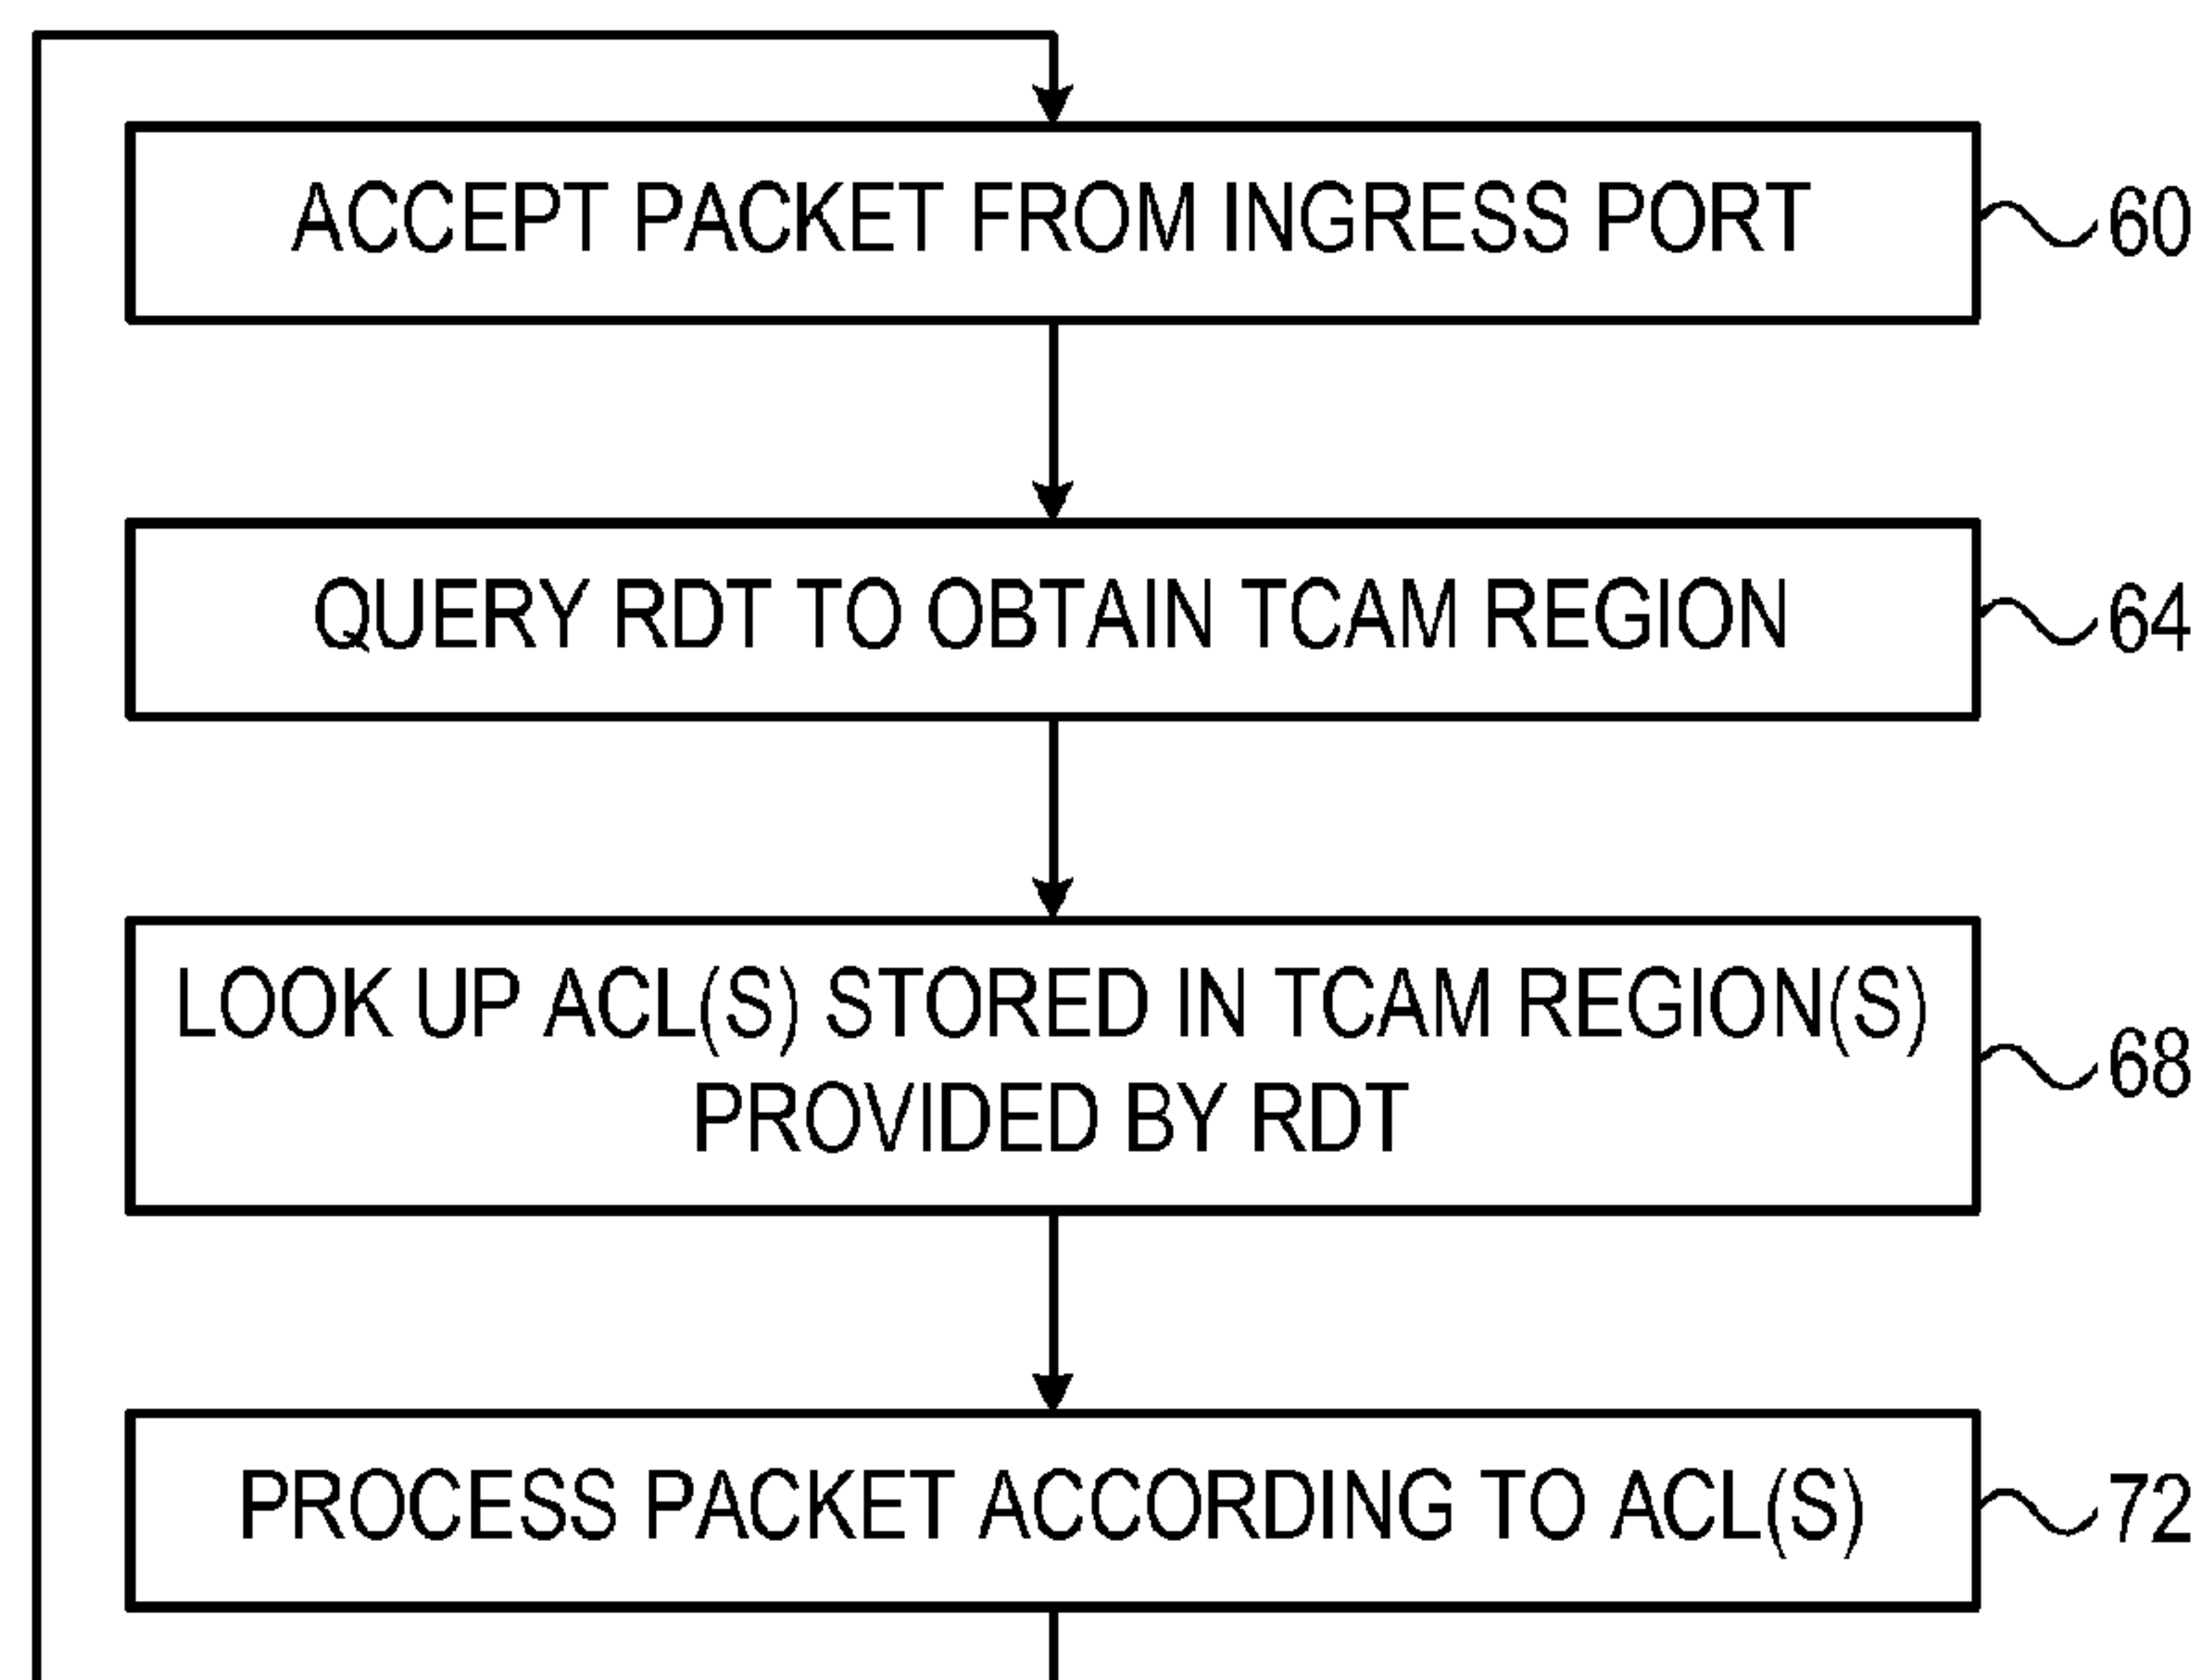 ACCEPT PACKET FROM INGRESS PORT
60
QUERY RDT TO OBTAIN TCAM REGION
64
LOOK UP ACL(S) STORED IN TCAM REGION(S)
PROVIDED BY RDT
68
PROCESS PACKET ACCORDING TO ACL(S)
72